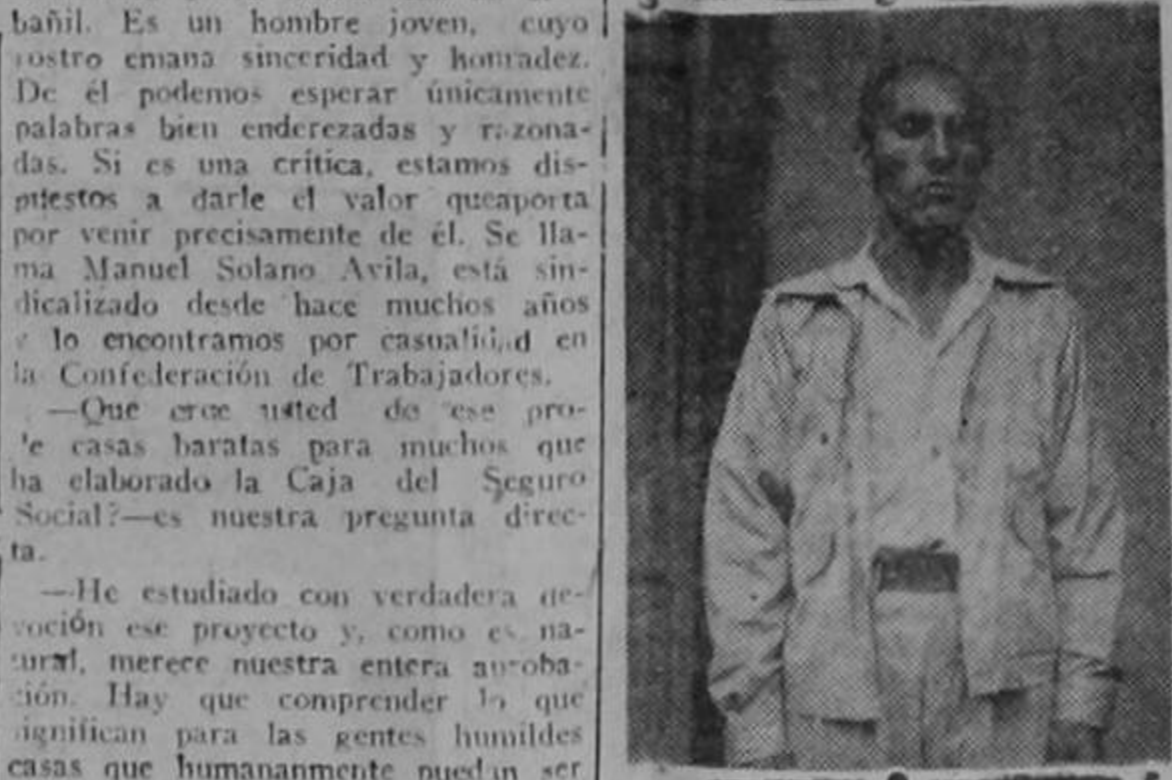 bañil. Es un hombre joven, cuyo
rostro emana sinceridad y honradez.
De él podemos esperar únicamente
palabras bien enderezadas y razona-
das. Si es una crítica, estamos dis-
puestos a darle el valor queaporta
por venir precisamente de él. Se lla-
ma Manuel Solano Avila, está sin-
dicalizado desde hace muchos años
y lo encontramos por casualidad en
la Confederación de Trabajadores.
—Que cree usted de ese pro-
'e casas baratas para muchos que
ha elaborado la Caja del Seguro
Social?—es nuestra pregunta direc-
ta.
—He estudiado con verdadera de-
voción ese proyecto y, como es na-
tural, merece nuestra entera aproba-
ción. Hay que comprender lo que
significan para las gentes humildes
casas que humananmente puedan ser